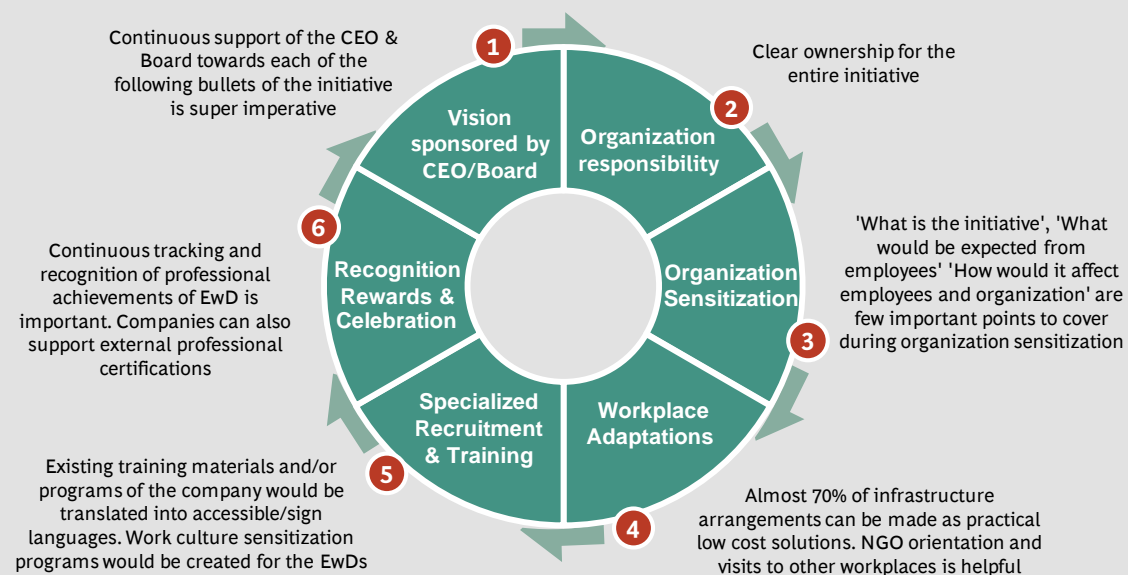 Continuous support of the CEO &
Board towards each of the
following bullets of the initiative
is super imperative
1
Vision
sponsored by
CEO/Board
Clear ownership for the
entire initiative
2
Organization
responsibility
'What is the initiative', 'What
would be expected from
employees' 'How would it affect
employees and organization' are
few important points to cover
during organization sensitization
3
Organization
Sensitization
Almost 70% of infrastructure
arrangements can be made as practical
low cost solutions. NGO orientation and
visits to other workplaces is helpful
4
Workplace
Adaptations
Existing training materials and/or
programs of the company would be
translated into accessible/sign
languages. Work culture sensitization
programs would be created for the EwDs
5
Specialized
Recruitment
& Training
Continuous tracking and
recognition of professional
achievements of EwD is
important. Companies can also
support external professional
certifications
6
Recognition
Rewards &
Celebration